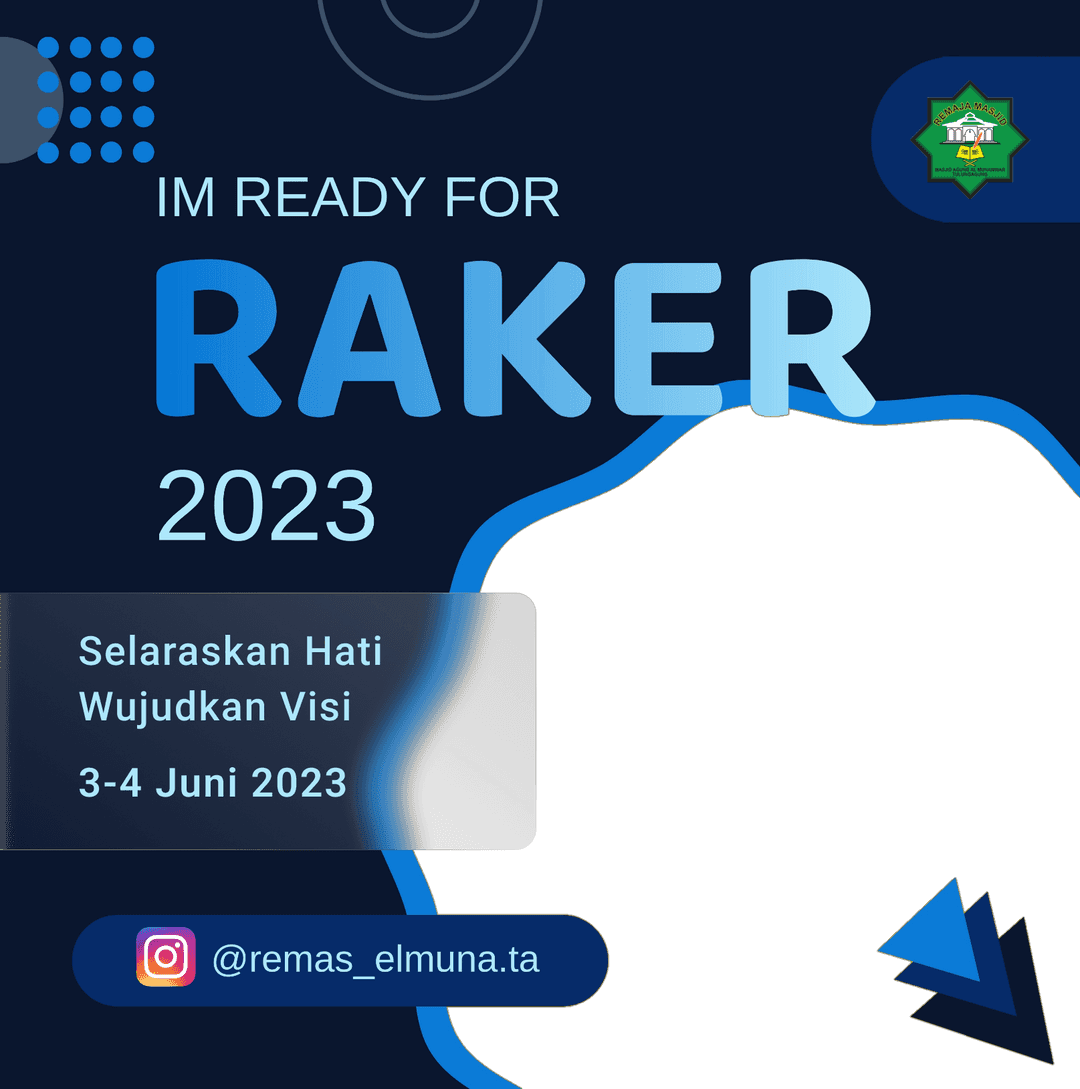 REMAJA MASJID
IM READY FOR
RAKER
2023
Selaraskan Hati
Wujudkan Visi
3-4 Juni 2023
@remas_elmuna.ta